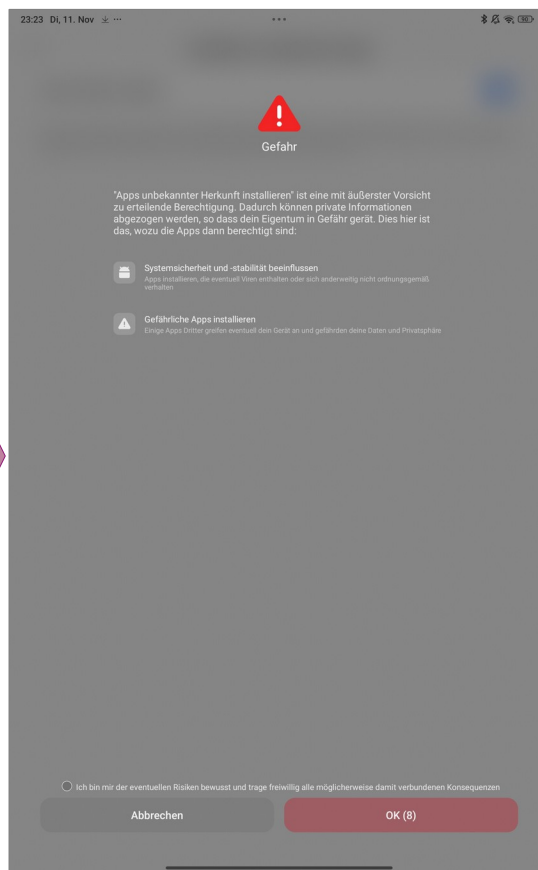 23:23 Di, 11. Nov
90
Gefahr
"Apps unbekannter Herkunft installieren" ist eine mit äußerster Vorsicht
zu erteilende Berechtigung. Dadurch können private Informationen
abgezogen werden, so dass dein Eigentum in Gefahr gerät. Dies hier ist
das, wozu die Apps dann berechtigt sind:
Systemsicherheit und -stabilität beeinflussen
Apps installieren, die eventuell Viren enthalten oder sich anderweitig nicht ordnungsgemäß
verhalten
Gefährliche Apps installieren
Einige Apps Dritter greifen eventuell dein Gerät an und gefährden deine Daten und Privatsphäre
Ich bin mir der eventuellen Risiken bewusst und trage freiwillig alle möglicherweise damit verbundenen Konsequenzen
Abbrechen
OK (8)